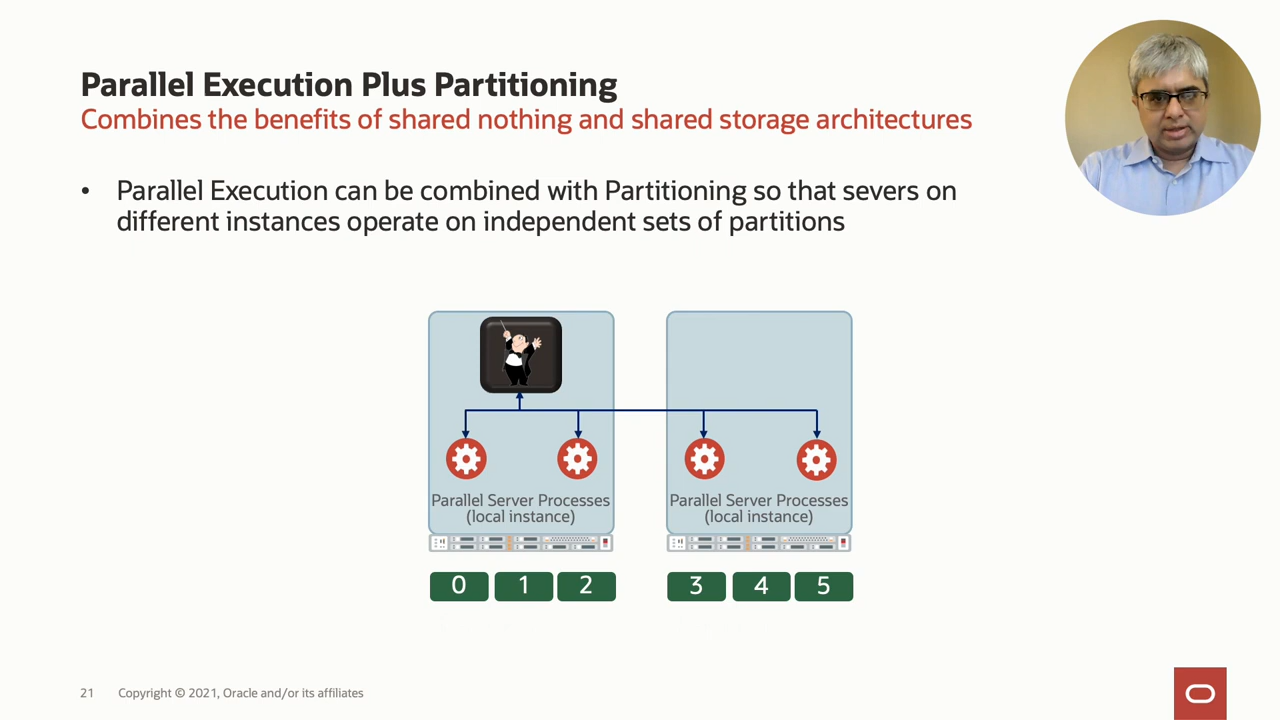 Parallel Execution Plus Partitioning
Combines the benefits of shared nothing and shared storage architectures
• Parallel Execution can be combined with Partitioning so that severs on
different instances operate on independent sets of partitions
Parallel Server Processes
(local instance)
Parallel Server Processes
(local instance)
0 1 2 3 4 5
21 Copyright © 2021, Oracle and/or its affiliates